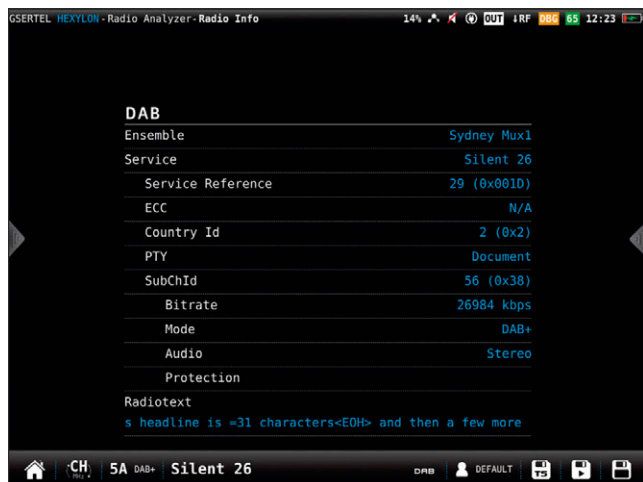 GSERTEL HEXYLON-Radio Analyzer-Radio Info 14% OUT ↓RF DBG 65 12:23
DAB
Ensemble Sydney Mux1
Service Silent 26
Service Reference 29 (0x001D)
ECC N/A
Country Id 2 (0x2)
PTY Document
SubChId 56 (0x38)
Bitrate 26984 kbps
Mode DAB+
Audio Stereo
Protection
Radiotext
s headline is =31 characters<EOH> and then a few more
CH MHz 5A DAB+ Silent 26 DAB DEFAULT TS